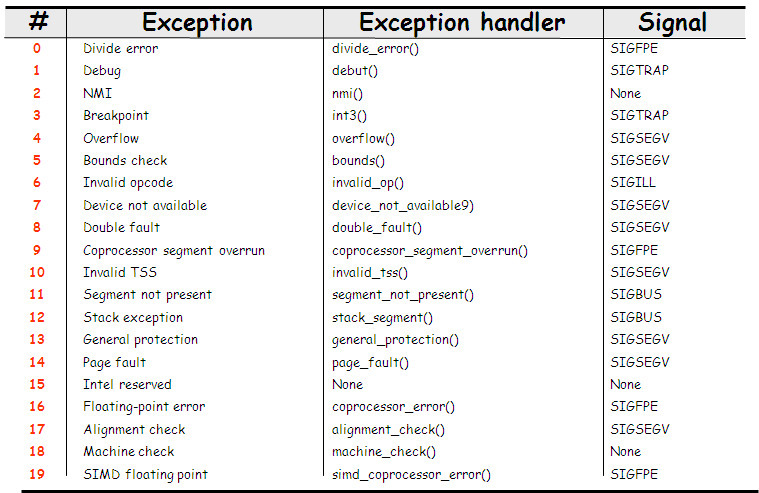 # Exception Exception handler Signal
0 Divide error divide_error() SIGFPE
1 Debug debut() SIGTRAP
2 NMI nmi() None
3 Breakpoint int3() SIGTRAP
4 Overflow overflow() SIGSEGV
5 Bounds check bounds() SIGSEGV
6 Invalid opcode invalid_op() SIGILL
7 Device not available device_not_available9) SIGSEGV
8 Double fault double_fault() SIGSEGV
9 Coprocessor segment overrun coprocessor_segment_overrun() SIGFPE
10 Invalid TSS invalid_tss() SIGSEGV
11 Segment not present segment_not_present() SIGBUS
12 Stack exception stack_segment() SIGBUS
13 General protection general_protection() SIGSEGV
14 Page fault page_fault() SIGSEGV
15 Intel reserved None None
16 Floating-point error coprocessor_error() SIGFPE
17 Alignment check alignment_check() SIGSEGV
18 Machine check machine_check() None
19 SIMD floating point simd_coprocessor_error() SIGFPE